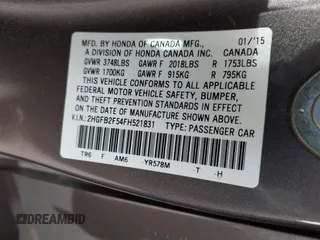 MFD. BY HONDA OF CANADA MFG., 01/'15
A DIVISION OF HONDA CANADA INC. CANADA
GVWR 3748LBS GAWR F 2018LBS R 1753LBS
GVWR 1700KG GAWR F 915KG R 795KG
THIS VEHICLE CONFORMS TO ALL APPLICABLE
FEDERAL MOTOR VEHICLE SAFETY, BUMPER,
AND THEFT PREVENTION STANDARDS IN EFFECT ON THE
DATE OF MANUFACTURE SHOWN ABOVE.
V.I.N.: 2HGFB2F54FH521831 TYPE: PASSENGER CAR
TR6 F AM6 -YR578M - T -H
DREAMBID